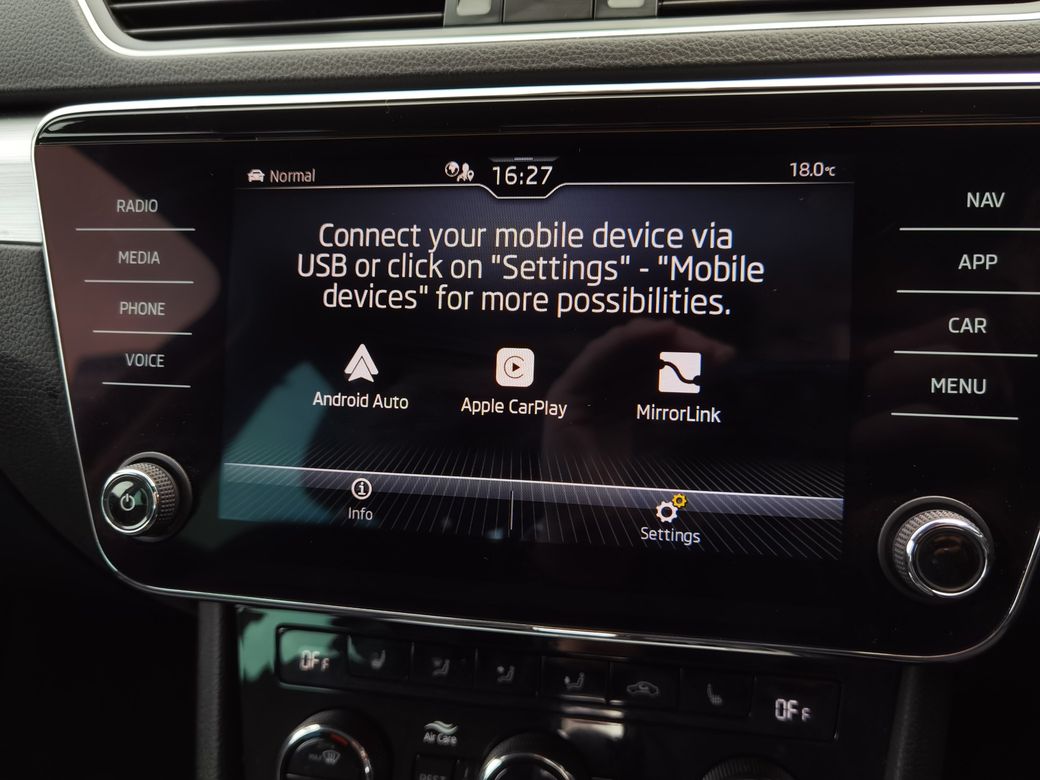 Normal
16:27
18.0°C
RADIO
MEDIA
PHONE
VOICE
NAV
APP
CAR
MENU
Connect your mobile device via
USB or click on "Settings" - "Mobile
devices" for more possibilities.
Android Auto
Apple CarPlay
MirrorLink
Info
Settings
OFF
OFF
Air Care
MAX
REST